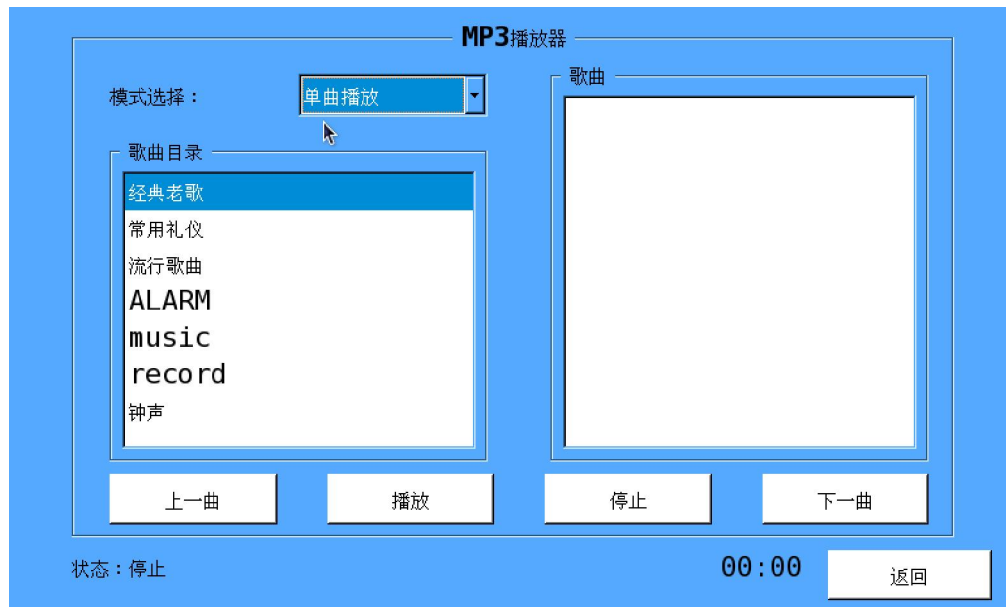 MP3播放器
模式选择：
单曲播放
歌曲目录
经典老歌
常用礼仪
流行歌曲
ALARM
music
record
钟声
歌曲
上一曲
播放
停止
下一曲
状态：停止
00:00
返回